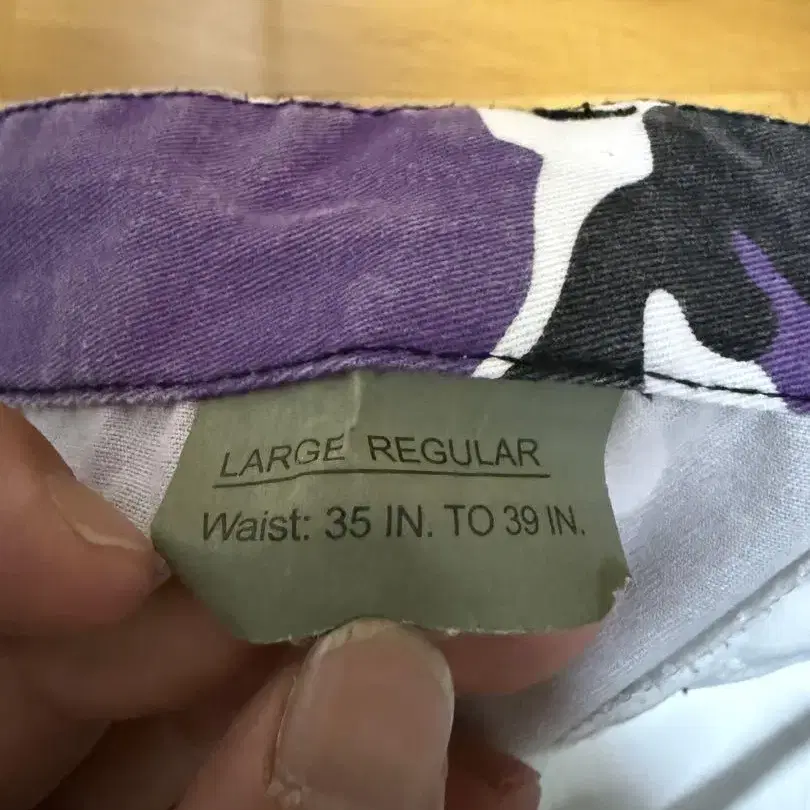 LARGE REGULAR
Waist: 35 IN. TO 39 IN.